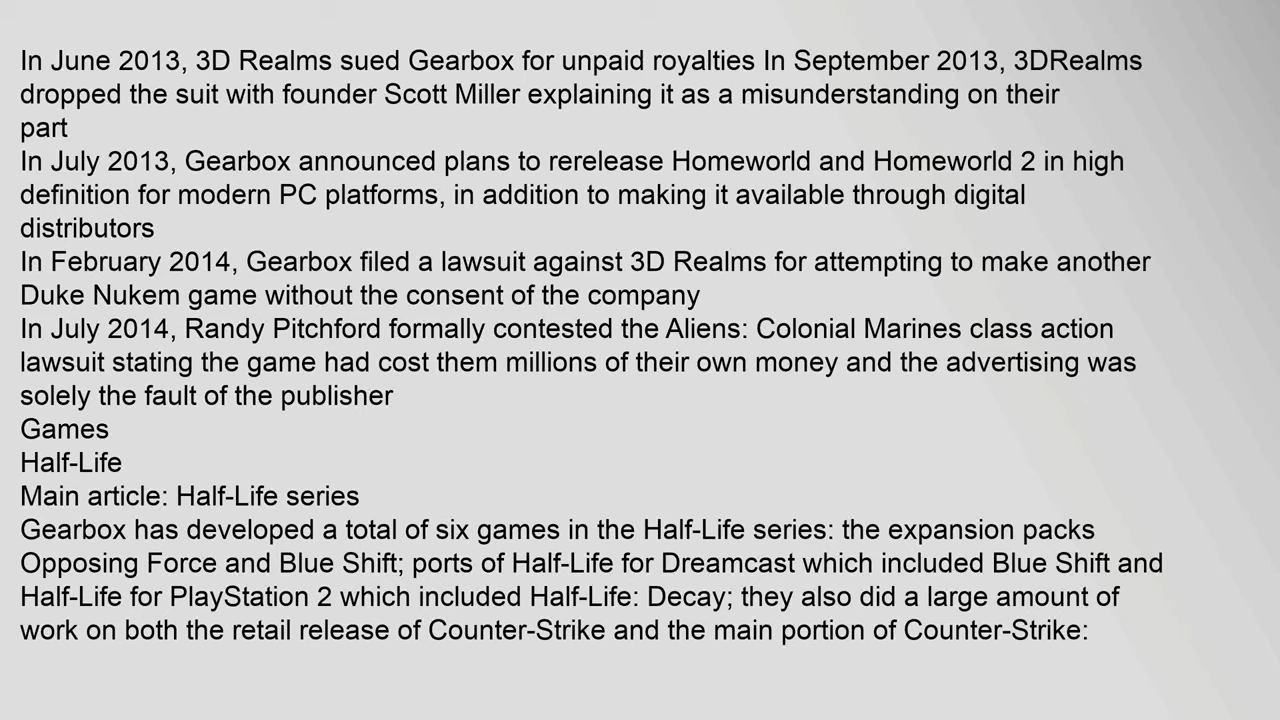 In June 2013, 3D Realms sued Gearbox for unpaid royalties In September 2013, 3DRealms
dropped the suit with founder Scott Miller explaining it as a misunderstanding on their
part
In July 2013, Gearbox announced plans to rerelease Homeworld and Homeworld 2 in high
definition for modern PC platforms, in addition to making it available through digital
distributors
In February 2014, Gearbox filed a lawsuit against 3D Realms for attempting to make another
Duke Nukem game without the consent of the company
In July 2014, Randy Pitchford formally contested the Aliens: Colonial Marines class action
lawsuit stating the game had cost them millions of their own money and the advertising was
solely the fault of the publisher
Games
Half-Life
Main article: Half-Life series
Gearbox has developed a total of six games in the Half-Life series: the expansion packs
Opposing Force and Blue Shift; ports of Half-Life for Dreamcast which included Blue Shift and
Half-Life for PlayStation 2 which included Half-Life: Decay; they also did a large amount of
work on both the retail release of Counter-Strike and the main portion of Counter-Strike: